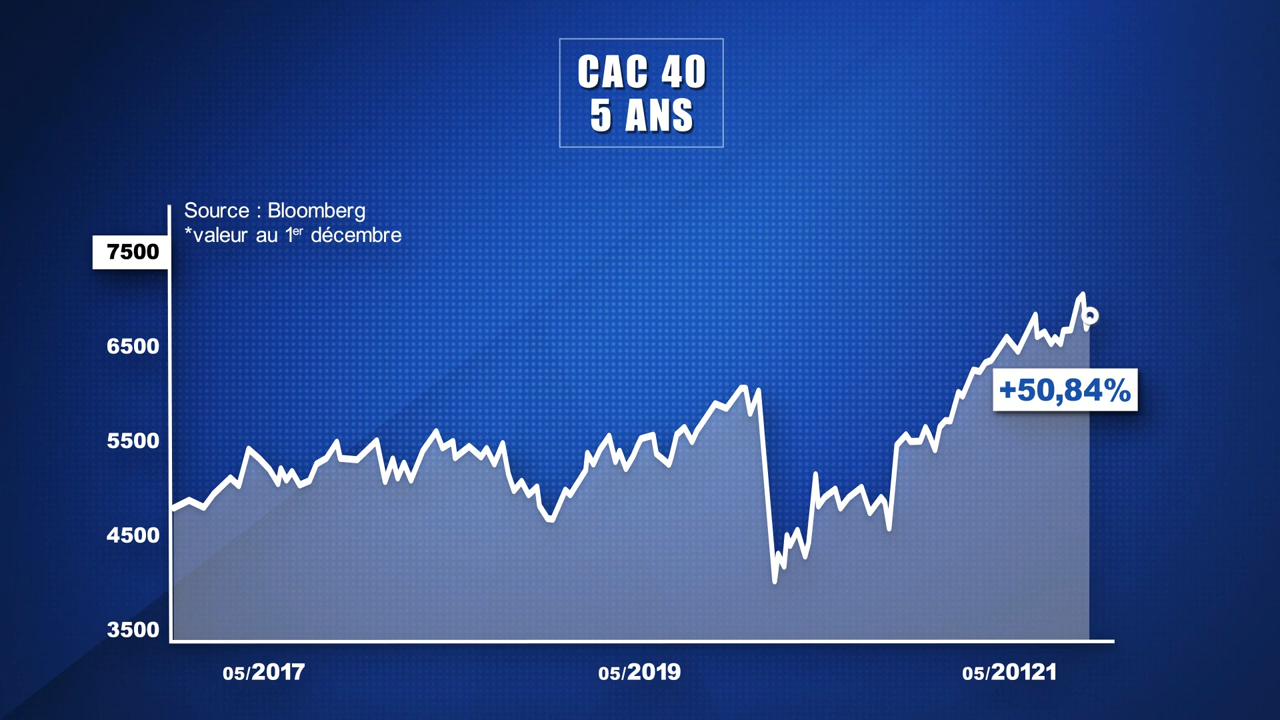 CAC 40
5 ANS
Source : Bloomberg
*valeur au 1er décembre
7500
6500
5500
4500
3500
+50,84%
05/2017
05/2019
05/20121